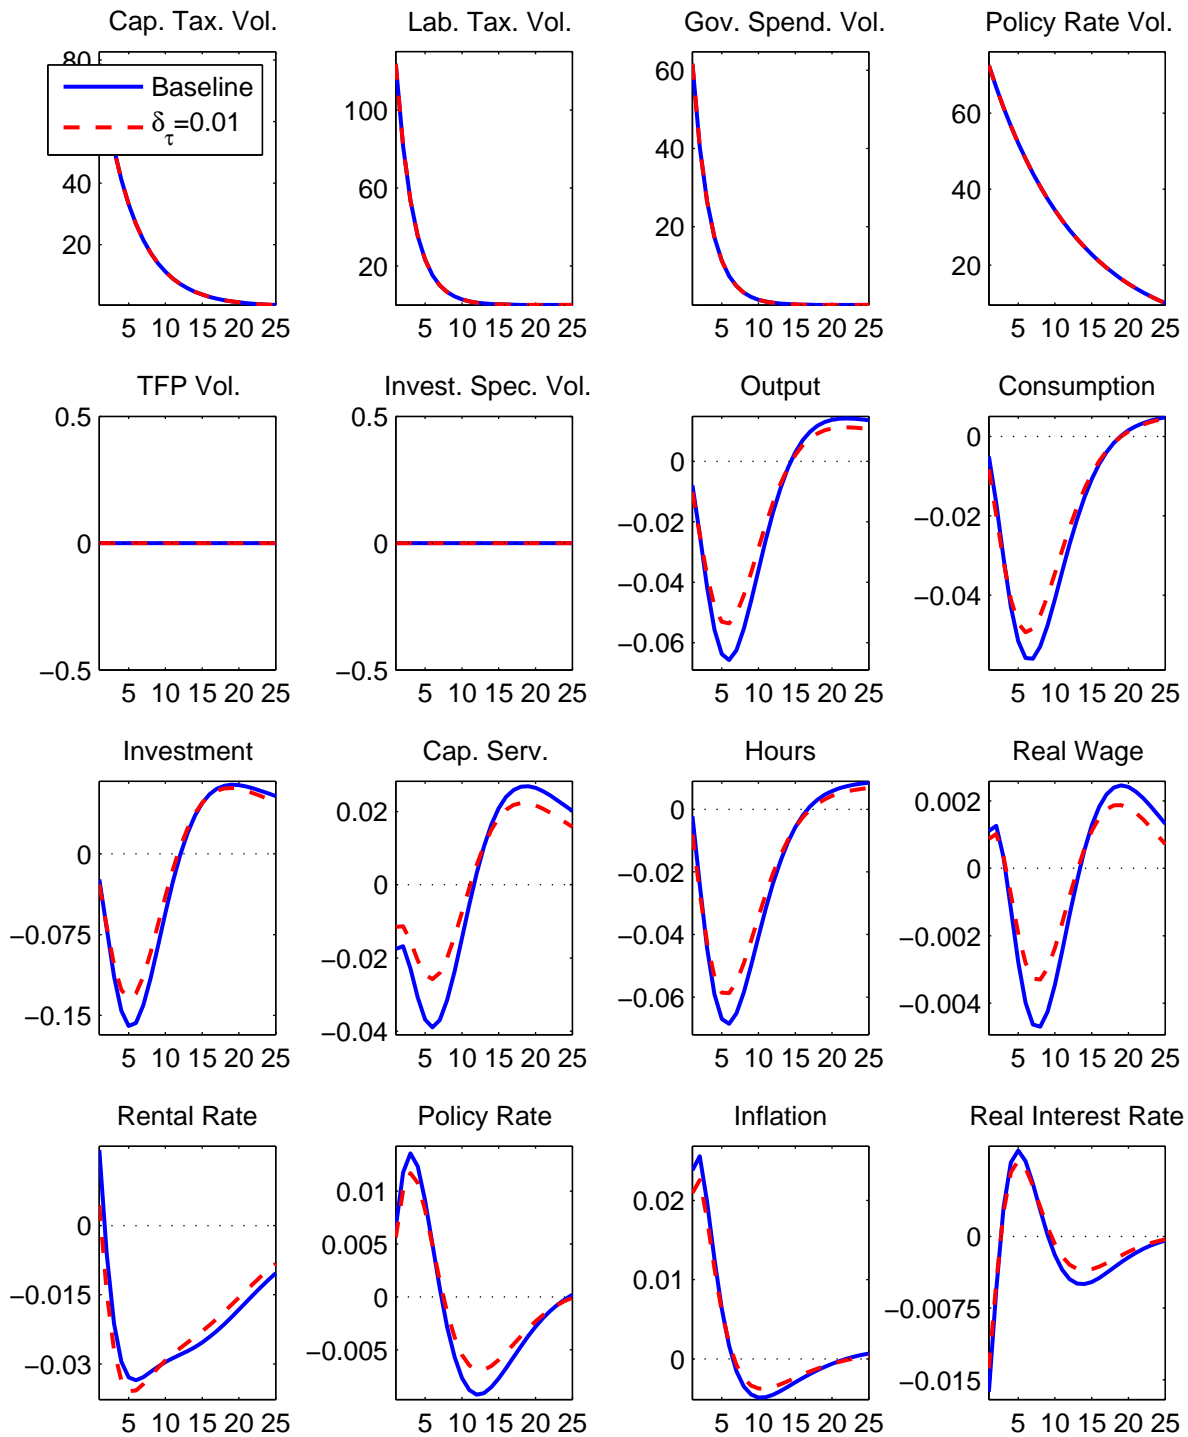 Cap. Tax. Vol. Lab. Tax. Vol. Gov. Spend. Vol. Policy Rate Vol.
80
40
20
Baseline
δτ=0.01
5 10 15 20 25
100
60
20
5 10 15 20 25
60
40
20
0
5 10 15 20 25
60
40
20
5 10 15 20 25
TFP Vol. Invest. Spec. Vol. Output Consumption
0.5
0
−0.5
5 10 15 20 25
0.5
0
−0.5
5 10 15 20 25
0
−0.02
−0.04
−0.06
5 10 15 20 25
0
−0.02
−0.04
5 10 15 20 25
Investment Cap. Serv. Hours Real Wage
0
−0.075
−0.15
5 10 15 20 25
0.02
0
−0.02
−0.04
5 10 15 20 25
0
−0.02
−0.04
−0.06
5 10 15 20 25
0.002
0
−0.002
−0.004
5 10 15 20 25
Rental Rate Policy Rate Inflation Real Interest Rate
0
−0.015
−0.03
5 10 15 20 25
0.01
0.005
0
−0.005
5 10 15 20 25
0.02
0.01
0
5 10 15 20 25
0
−0.0075
−0.015
5 10 15 20 25